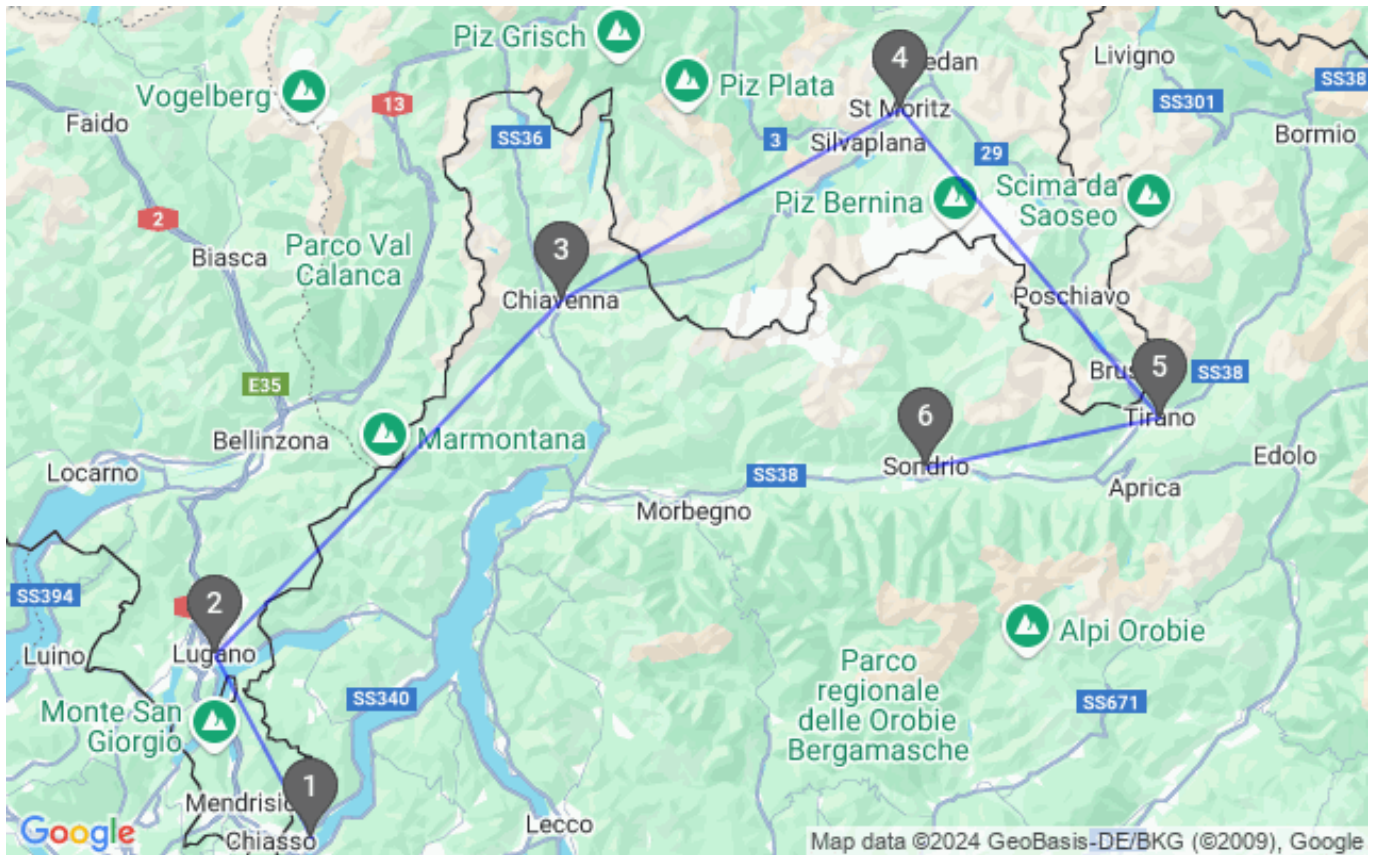 Piz Grisch
4
edan
Livigno
SS38
Vogelberg
13
Piz Plata
SS301
Faido
St Moritz
Bormio
SS36
3
Silvaplana
29
2
Piz Bernina
Scima da
Saoseo
Parco Val
Calanca
Biasca
3
Chiavenna
Poschiavo
E35
Brus
5
SS38
Tirano
6
Bellinzona
Marmontana
Locarno
Sondrio
SS38
Edolo
Aprica
Morbegno
SS394
2
Luino
Lugano
Alpi Orobie
Parco
regionale
delle Orobie
Bergamasche
SS340
SS671
Monte San
Giorgio
1
Mendrisio
Lecco
Chiasso
Google
Map data ©2024 GeoBasis-DE/BKG (©2009), Google